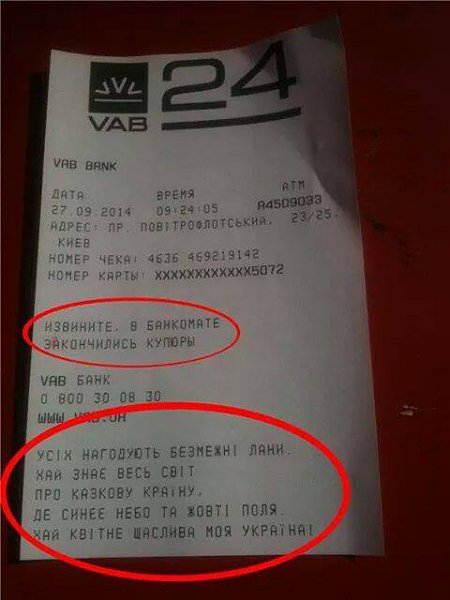 VAB 24
VAB BANK
ДАТА ВРЕМЯ ATM
27.09.2014 09:24:05 A4509033
АДРЕС: ПР. ПОВІТРОФЛОТСЬКИЙ, 23/25.
КИЕВ
НОМЕР ЧЕКА: 4636 469219142
НОМЕР КАРТЫ: XXXXXXXXXXXX5072
ИЗВИНИТЕ, В БАНКОМАТЕ
ЗАКОНЧИЛИСЬ КУПЮРЫ
VAB БАНК
0 800 30 08 30
WWW.VAB.UA
УСІХ НАГОДУЮТЬ БЕЗМЕЖНІ ЛАНИ.
ХАЙ ЗНАЄ ВЕСЬ СВІТ
ПРО КАЗКОВУ КРАЇНУ,
ДЕ СИНЕЕ НЕБО ТА ЖОВТІ ПОЛЯ.
ХАЙ КВІТНЕ ЩАСЛИВА МОЯ УКРАЇНА!